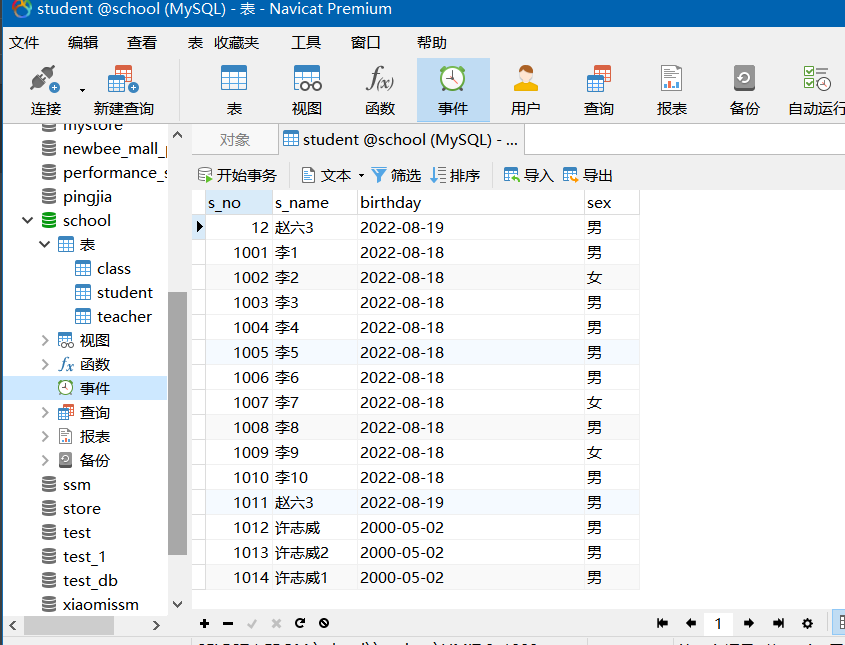 student @school (MySQL) - 表 - Navicat Premium
文件 编辑 查看 表 收藏夹 工具 窗口 帮助
连接 新建查询 表 视图 函数 事件 用户 查询 报表 备份 自动运行
mystore
newbee_mall_
performance_s
pingjia
school
表
class
student
teacher
视图
函数
事件
查询
报表
备份
ssm
store
test
test_1
test_db
xiaomissm
对象 student @school (MySQL) - ...
开始事务 文本 筛选 排序 导入 导出
s_no s_name birthday sex
12 赵六3 2022-08-19 男
1001 李1 2022-08-18 男
1002 李2 2022-08-18 女
1003 李3 2022-08-18 男
1004 李4 2022-08-18 男
1005 李5 2022-08-18 男
1006 李6 2022-08-18 男
1007 李7 2022-08-18 女
1008 李8 2022-08-18 男
1009 李9 2022-08-18 女
1010 李10 2022-08-18 男
1011 赵六3 2022-08-19 男
1012 许志威 2000-05-02 男
1013 许志威2 2000-05-02 男
1014 许志威1 2000-05-02 男
1